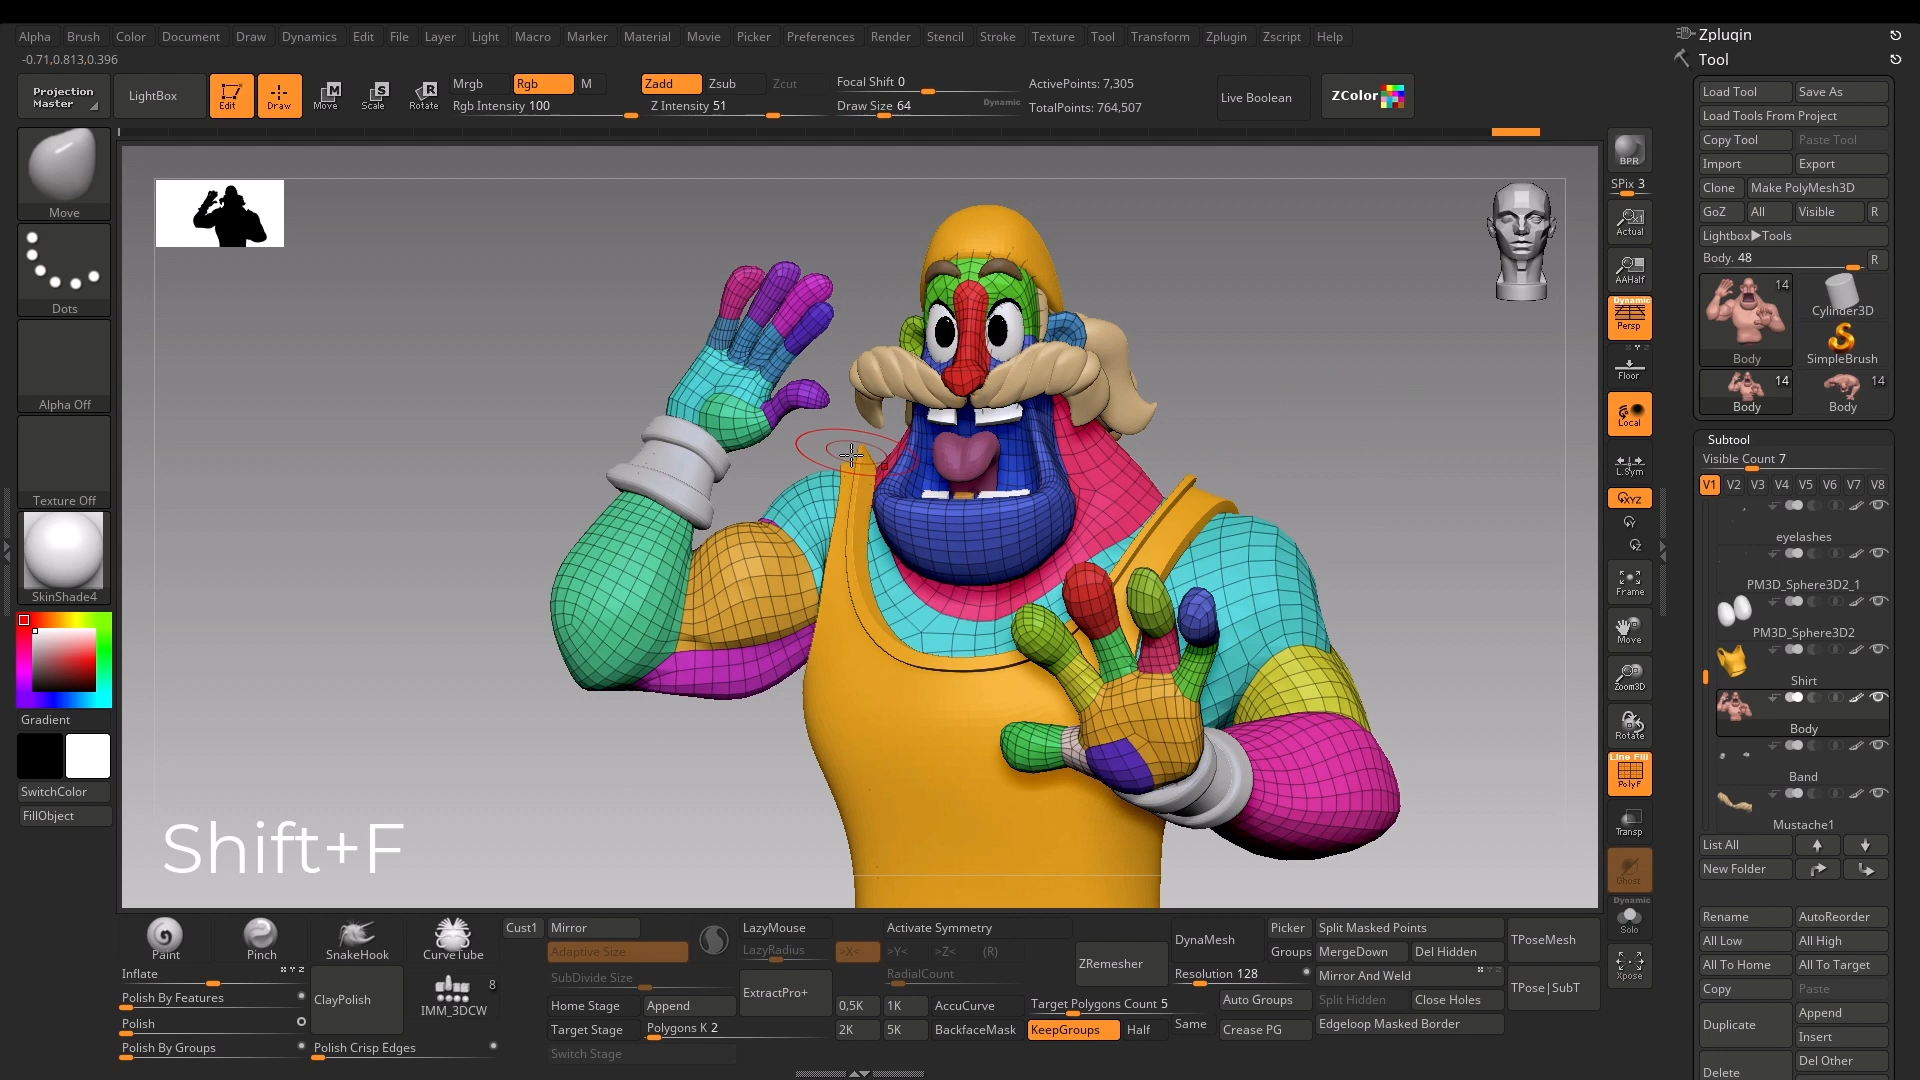 Alpha Brush Color Document Draw Dynamics Edit File Layer Light Macro Marker Material Movie Picker Preferences Render Stencil Stroke Texture Tool Transform Zplugin Zscript Help
-0.71,0.813,0.396
Projection Master
LightBox
Edit
Draw
Move
Scale
Rotate
Mrgb Rgb M
Rgb Intensity 100
Zadd Zsub Zcut
Z Intensity 51
Focal Shift 0
Draw Size 64
Dynamic
ActivePoints: 7,305
TotalPoints: 764,507
Live Boolean
ZColor
Move
Dots
Alpha Off
Texture Off
SkinShade4
Gradient
SwitchColor
FillObject
Shift+F
BPR
SPix 3
Actual
AAHalf
Dynamic
Persp
Floor
Local
L.Sym
XYZ
Frame
Move
Zoom3D
Rotate
Line Fill
PolyF
Transp
Ghost
Dynamic
Solo
Xpose
Zplugin
Tool
Load Tool Save As
Load Tools From Project
Copy Tool Paste Tool
Import Export
Clone Make PolyMesh3D
GoZ All Visible R
Lightbox▶Tools
Body. 48 R
14
Body
Cylinder3D
SimpleBrush
14
Body
14
Body
Subtool
Visible Count 7
V1 V2 V3 V4 V5 V6 V7 V8
eyelashes
PM3D_Sphere3D2_1
PM3D_Sphere3D2
Shirt
Body
Band
Mustache1
List All
New Folder
Rename AutoReorder
All Low All High
All To Home All To Target
Copy Paste
Duplicate
Append
Insert
Delete
Del Other
Paint
Pinch
SnakeHook
CurveTube
Inflate
Polish By Features
Polish
Polish By Groups
ClayPolish
8
IMM_3DCW
Polish Crisp Edges
Cust1
Mirror
Adaptive Size
SubDivide Size
Home Stage
Append
Target Stage
Polygons K 2
Switch Stage
LazyMouse
LazyRadius
ExtractPro+
Activate Symmetry
>X< >Y< >Z< (R)
RadialCount
0,5K 1K AccuCurve
2K 5K BackfaceMask
ZRemesher
Target Polygons Count 5
KeepGroups Half Same
DynaMesh
Picker
Groups
Resolution 128
Auto Groups
Crease PG
Split Masked Points
MergeDown Del Hidden
Mirror And Weld
Split Hidden Close Holes
Edgeloop Masked Border
TPoseMesh
TPose|SubT